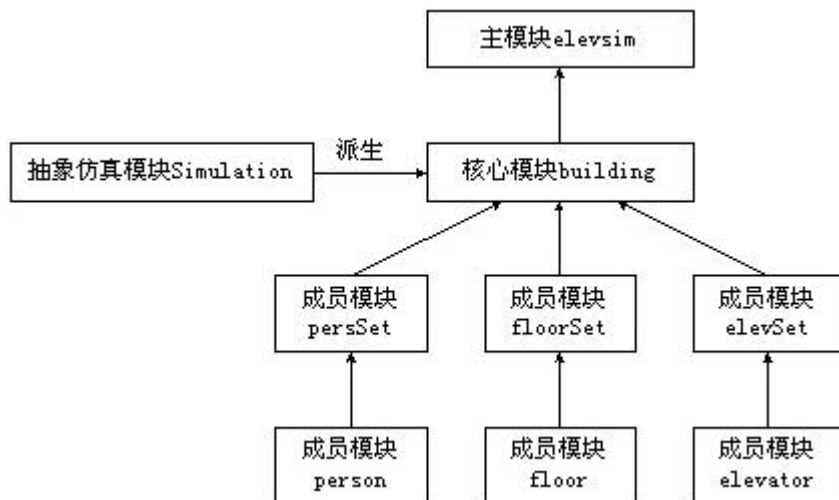 主模块elevsim
派生
抽象仿真模块Simulation
核心模块building
成员模块
persSet
成员模块
floorSet
成员模块
elevSet
成员模块
person
成员模块
floor
成员模块
elevator